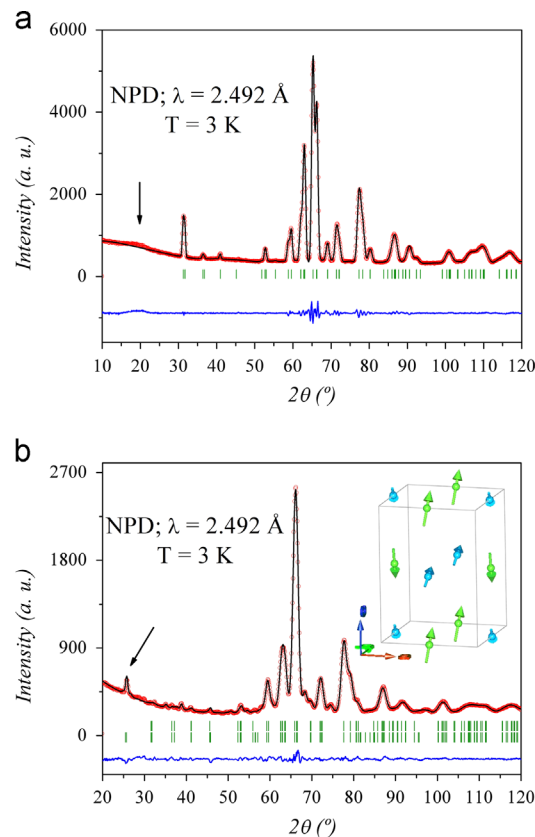 a
6000
4000
2000
0
Intensity (a. u.)
NPD; λ = 2.492 Å
T = 3 K
10 20 30 40 50 60 70 80 90 100 110 120
2θ (º)
b
2700
1800
900
0
Intensity (a. u.)
NPD; λ = 2.492 Å
T = 3 K
20 30 40 50 60 70 80 90 100 110 120
2θ (º)